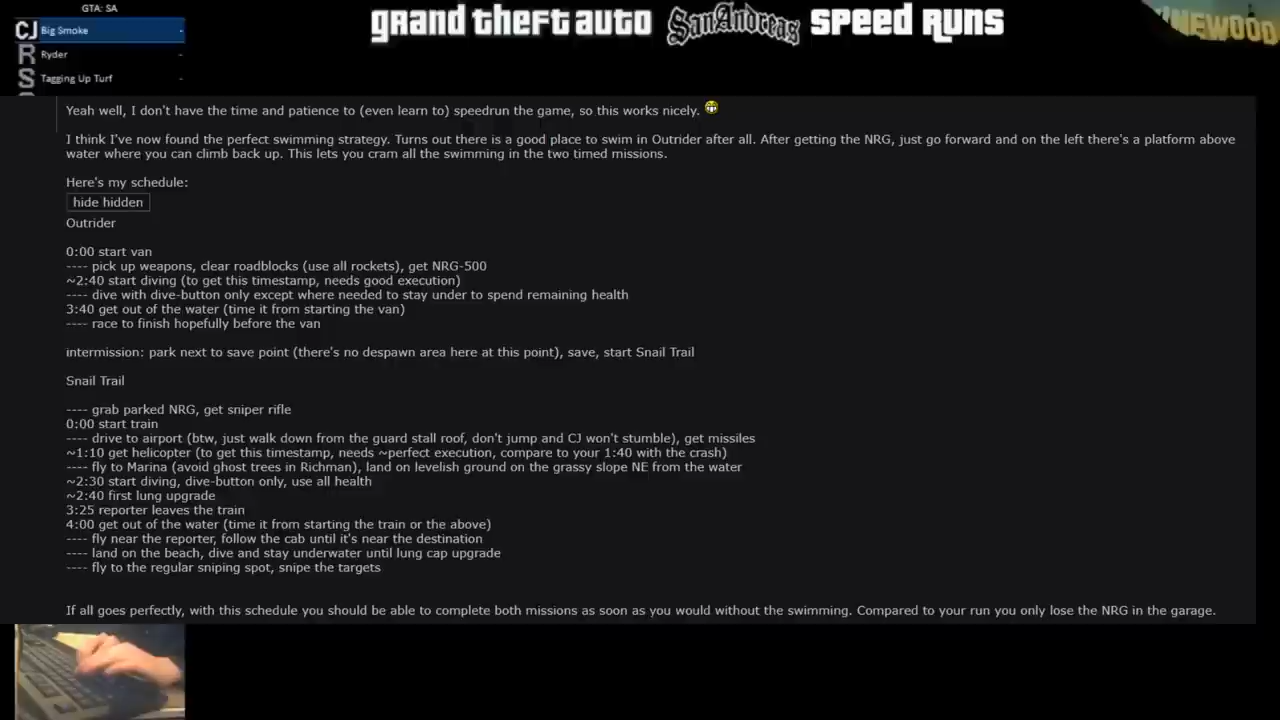 GTA: SA
CJ Big Smoke -
R Ryder -
S Tagging Up Turf -
grand theft auto San Andreas speed Runs
NEWOOD
Yeah well, I don't have the time and patience to (even learn to) speedrun the game, so this works nicely.
I think I've now found the perfect swimming strategy. Turns out there is a good place to swim in Outrider after all. After getting the NRG, just go forward and on the left there's a platform above
water where you can climb back up. This lets you cram all the swimming in the two timed missions.
Here's my schedule:
hide hidden
Outrider
0:00 start van
---- pick up weapons, clear roadblocks (use all rockets), get NRG-500
~2:40 start diving (to get this timestamp, needs good execution)
---- dive with dive-button only except where needed to stay under to spend remaining health
3:40 get out of the water (time it from starting the van)
---- race to finish hopefully before the van
intermission: park next to save point (there's no despawn area here at this point), save, start Snail Trail
Snail Trail
---- grab parked NRG, get sniper rifle
0:00 start train
---- drive to airport (btw, just walk down from the guard stall roof, don't jump and CJ won't stumble), get missiles
~1:10 get helicopter (to get this timestamp, needs ~perfect execution, compare to your 1:40 with the crash)
---- fly to Marina (avoid ghost trees in Richman), land on levelish ground on the grassy slope NE from the water
~2:30 start diving, dive-button only, use all health
~2:40 first lung upgrade
3:25 reporter leaves the train
4:00 get out of the water (time it from starting the train or the above)
---- fly near the reporter, follow the cab until it's near the destination
---- land on the beach, dive and stay underwater until lung cap upgrade
---- fly to the regular sniping spot, snipe the targets
If all goes perfectly, with this schedule you should be able to complete both missions as soon as you would without the swimming. Compared to your run you only lose the NRG in the garage.